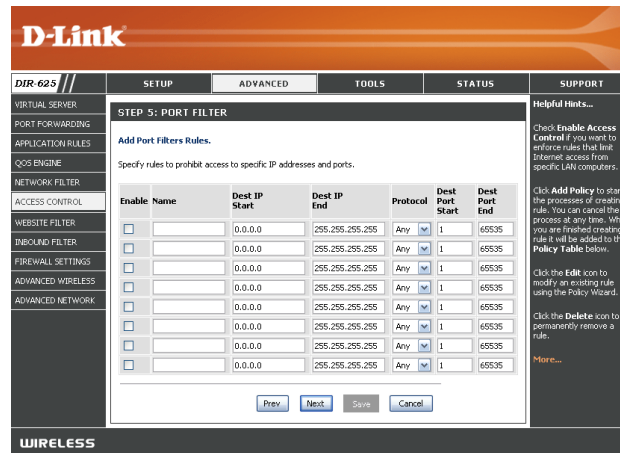 D-Link
DIR-625 SETUP ADVANCED TOOLS STATUS SUPPORT
VIRTUAL SERVER
PORT FORWARDING
APPLICATION RULES
QOS ENGINE
NETWORK FILTER
ACCESS CONTROL
WEBSITE FILTER
INBOUND FILTER
FIREWALL SETTINGS
ADVANCED WIRELESS
ADVANCED NETWORK
STEP 5: PORT FILTER
Add Port Filters Rules.
Specify rules to prohibit access to specific IP addresses and ports.
Enable Name Dest IP Start Dest IP End Protocol Dest Port Start Dest Port End
0.0.0.0 255.255.255.255 Any 1 65535
0.0.0.0 255.255.255.255 Any 1 65535
0.0.0.0 255.255.255.255 Any 1 65535
0.0.0.0 255.255.255.255 Any 1 65535
0.0.0.0 255.255.255.255 Any 1 65535
0.0.0.0 255.255.255.255 Any 1 65535
0.0.0.0 255.255.255.255 Any 1 65535
0.0.0.0 255.255.255.255 Any 1 65535
Prev Next Save Cancel
Helpful Hints...
Check Enable Access
Control if you want to
enforce rules that limit
Internet access from
specific LAN computers.
Click Add Policy to star
the processes of creatin
rule. You can cancel the
process at any time. Wh
you are finished creating
rule it will be added to th
Policy Table below.
Click the Edit icon to
modify an existing rule
using the Policy Wizard.
Click the Delete icon to
permanently remove a
rule.
More...
WIRELESS